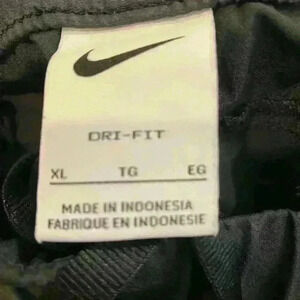 DRI-FIT
XL TG EG
MADE IN INDONESIA
FABRIQUE EN INDONESIE